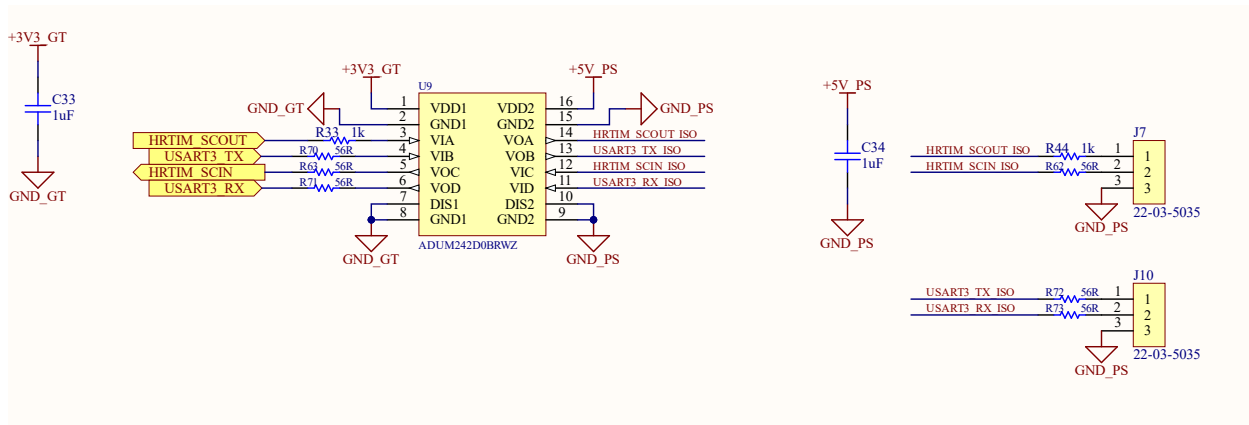 +3V3_GT
C33
1uF
GND_GT
+3V3_GT
U9
+5V_PS
GND_GT
1 VDD1 VDD2 16
GND_PS
2 GND1 GND2 15
HRTIM_SCOUT R33 1k 3 VIA VOA 14 HRTIM_SCOUT_ISO
USART3_TX R70 56R 4 VIB VOB 13 USART3_TX_ISO
HRTIM_SCIN R63 56R 5 VOC VIC 12 HRTIM_SCIN_ISO
USART3_RX R71 56R 6 VOD VID 11 USART3_RX_ISO
7 DIS1 DIS2 10
8 GND1 GND2 9
ADUM242D0BRWZ
GND_GT
GND_PS
+5V_PS
C34
1uF
GND_PS
J7
HRTIM_SCOUT_ISO R44 1k 1 1
HRTIM_SCIN_ISO R62 56R 2 2
3 3
22-03-5035
GND_PS
J10
USART3_TX_ISO R72 56R 1 1
USART3_RX_ISO R73 56R 2 2
3 3
22-03-5035
GND_PS